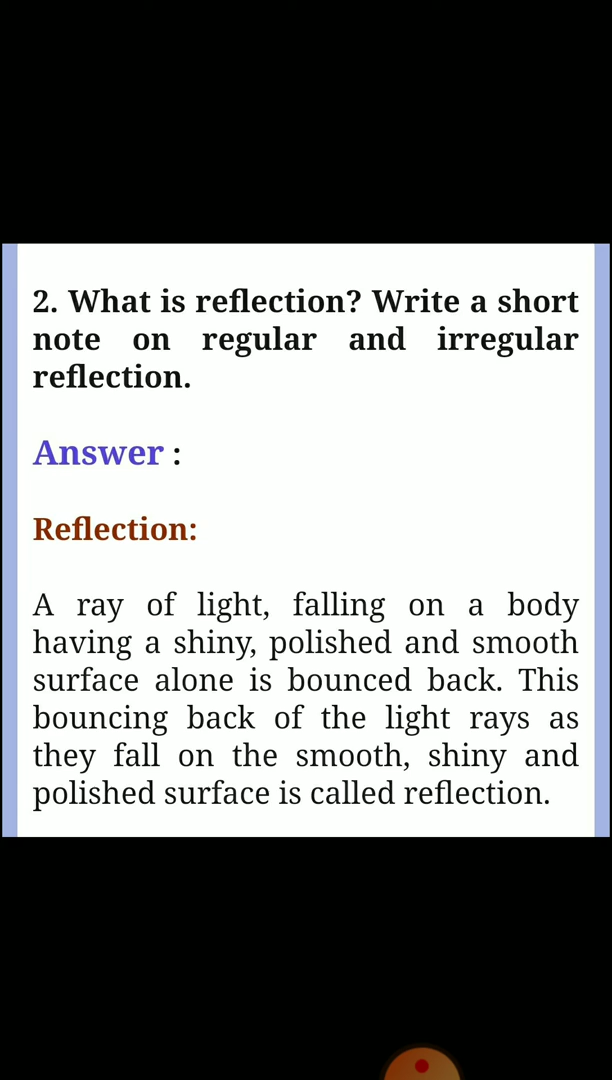 2. What is reflection? Write a short
note on regular and irregular
reflection.
Answer :
Reflection:
A ray of light, falling on a body
having a shiny, polished and smooth
surface alone is bounced back. This
bouncing back of the light rays as
they fall on the smooth, shiny and
polished surface is called reflection.